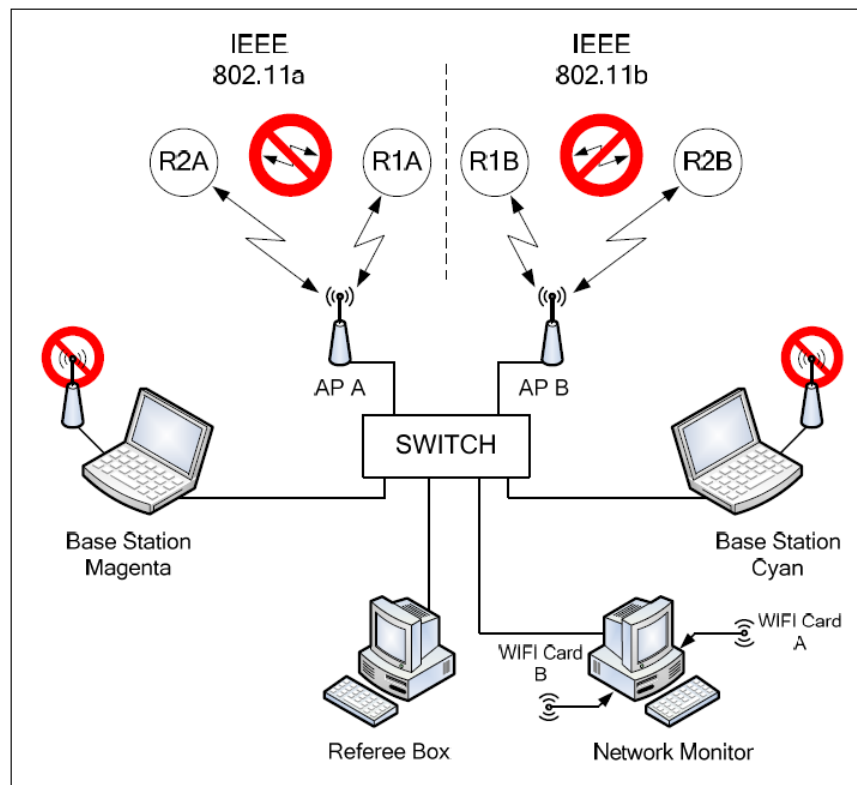 IEEE
802.11a
IEEE
802.11b
R2A
R1A
R1B
R2B
AP A
AP B
SWITCH
Base Station
Magenta
Base Station
Cyan
WIFI Card
A
WIFI Card
B
Referee Box
Network Monitor